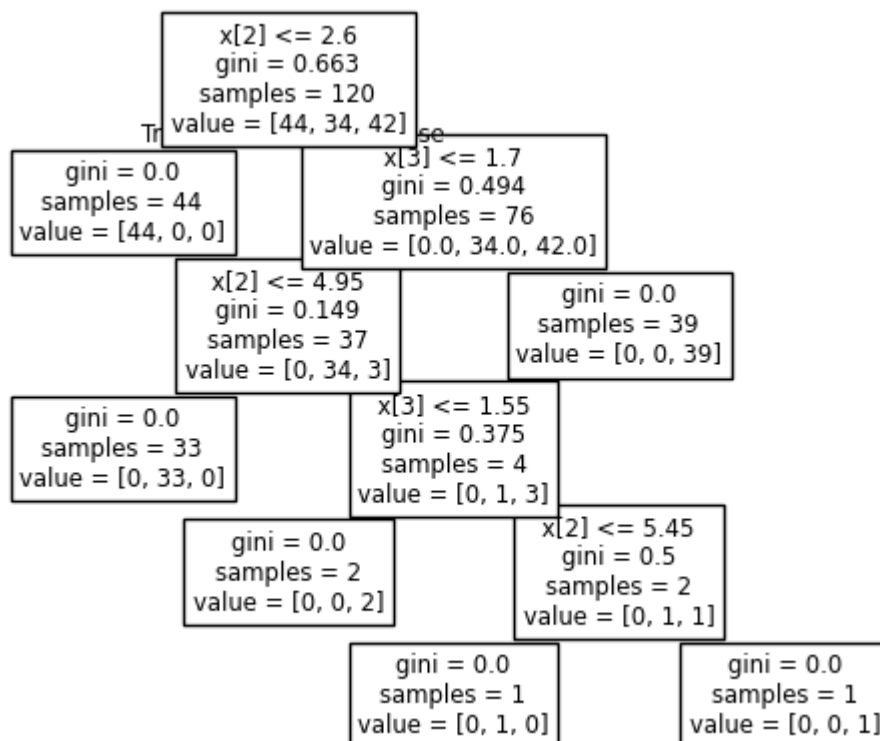 x[2] <= 2.6
gini = 0.663
samples = 120
value = [44, 34, 42]
gini = 0.0
samples = 44
value = [44, 0, 0]
x[3] <= 1.7
gini = 0.494
samples = 76
value = [0.0, 34.0, 42.0]
x[2] <= 4.95
gini = 0.149
samples = 37
value = [0, 34, 3]
gini = 0.0
samples = 39
value = [0, 0, 39]
gini = 0.0
samples = 33
value = [0, 33, 0]
x[3] <= 1.55
gini = 0.375
samples = 4
value = [0, 1, 3]
gini = 0.0
samples = 2
value = [0, 0, 2]
x[2] <= 5.45
gini = 0.5
samples = 2
value = [0, 1, 1]
gini = 0.0
samples = 1
value = [0, 1, 0]
gini = 0.0
samples = 1
value = [0, 0, 1]